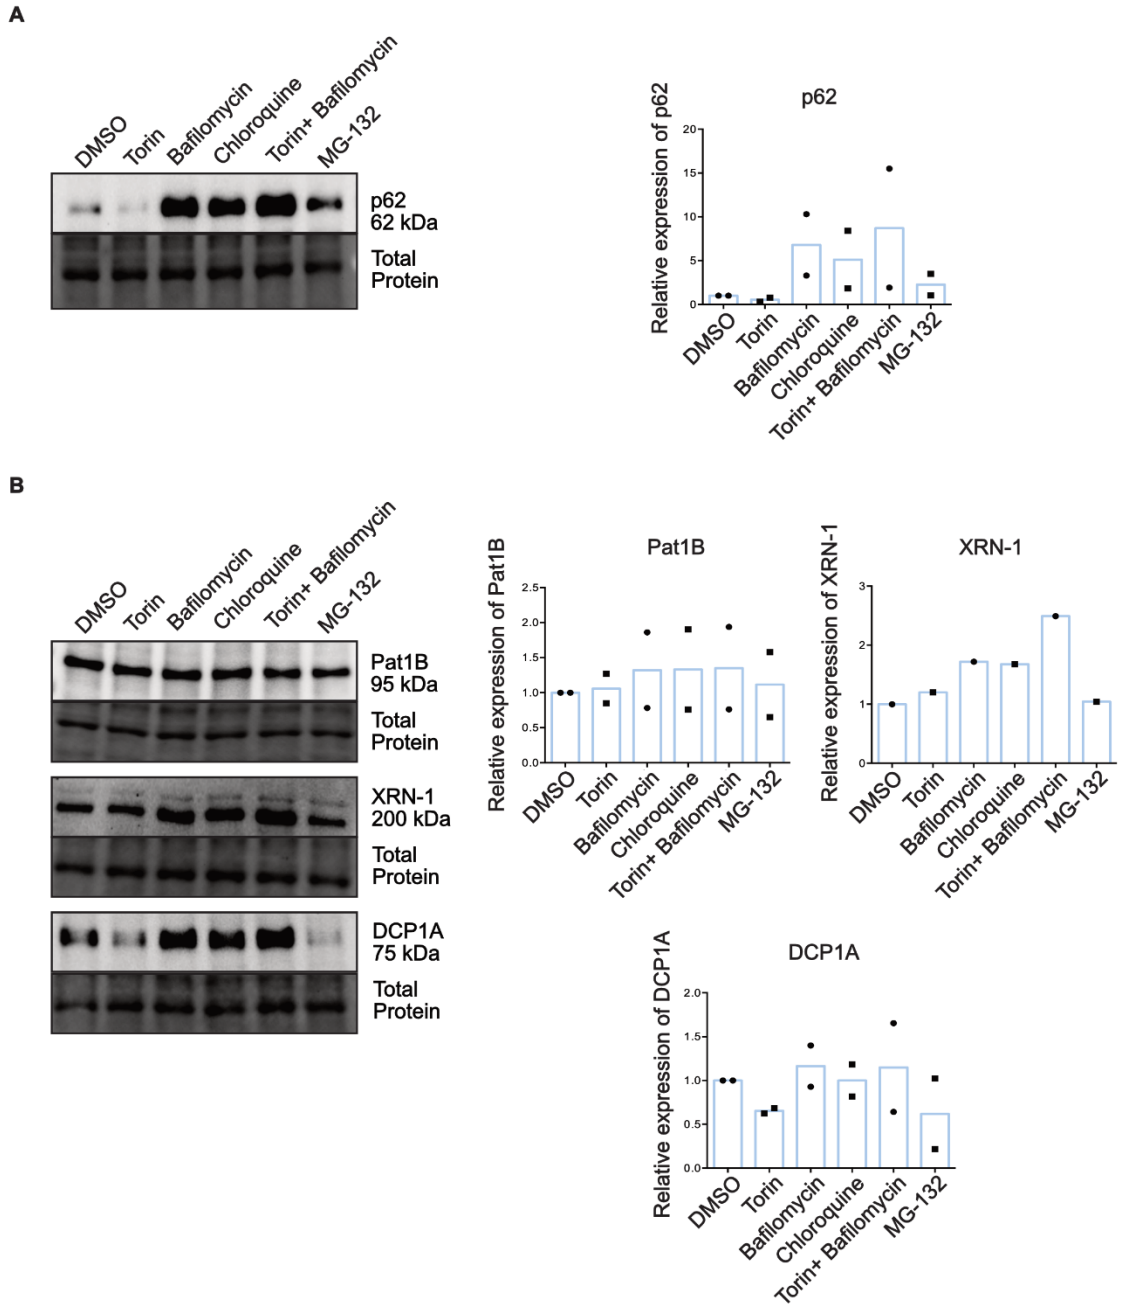 A
DMSO
Torin
Bafilomycin
Chloroquine
Torin+ Bafilomycin
MG-132
p62
62 kDa
Total
Protein
p62
Relative expression of p62
20
15
10
5
0
DMSO
Torin
Bafilomycin
Chloroquine
Torin+ Bafilomycin
MG-132
B
DMSO
Torin
Bafilomycin
Chloroquine
Torin+ Bafilomycin
MG-132
Pat1B
95 kDa
Total
Protein
XRN-1
200 kDa
Total
Protein
DCP1A
75 kDa
Total
Protein
Pat1B
Relative expression of Pat1B
2.5
2.0
1.5
1.0
0.5
0.0
DMSO
Torin
Bafilomycin
Chloroquine
Torin+ Bafilomycin
MG-132
XRN-1
Relative expression of XRN-1
3
2
1
0
DMSO
Torin
Bafilomycin
Chloroquine
Torin+ Bafilomycin
MG-132
DCP1A
Relative expression of DCP1A
2.0
1.5
1.0
0.5
0.0
DMSO
Torin
Bafilomycin
Chloroquine
Torin+ Bafilomycin
MG-132